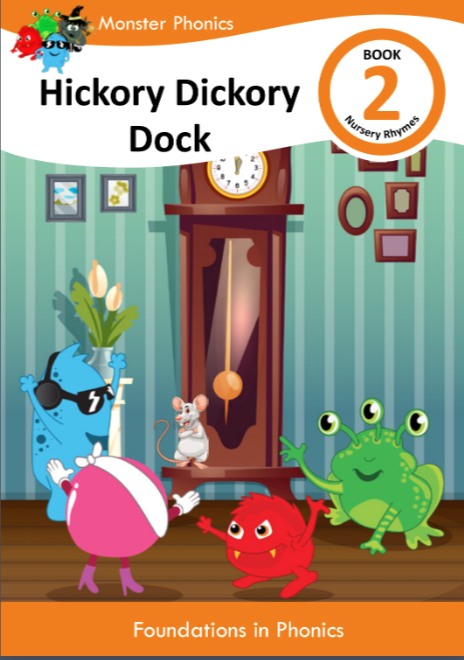 Monster Phonics
Hickory Dickory
Dock
BOOK
2
Nursery Rhymes
Foundations in Phonics